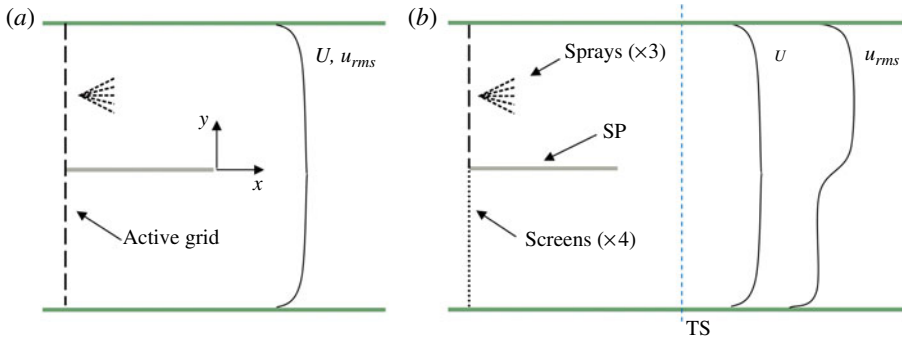 (a)
U, u_rms
y
x
Active grid
(b)
Sprays (×3)
U
u_rms
SP
Screens (×4)
TS